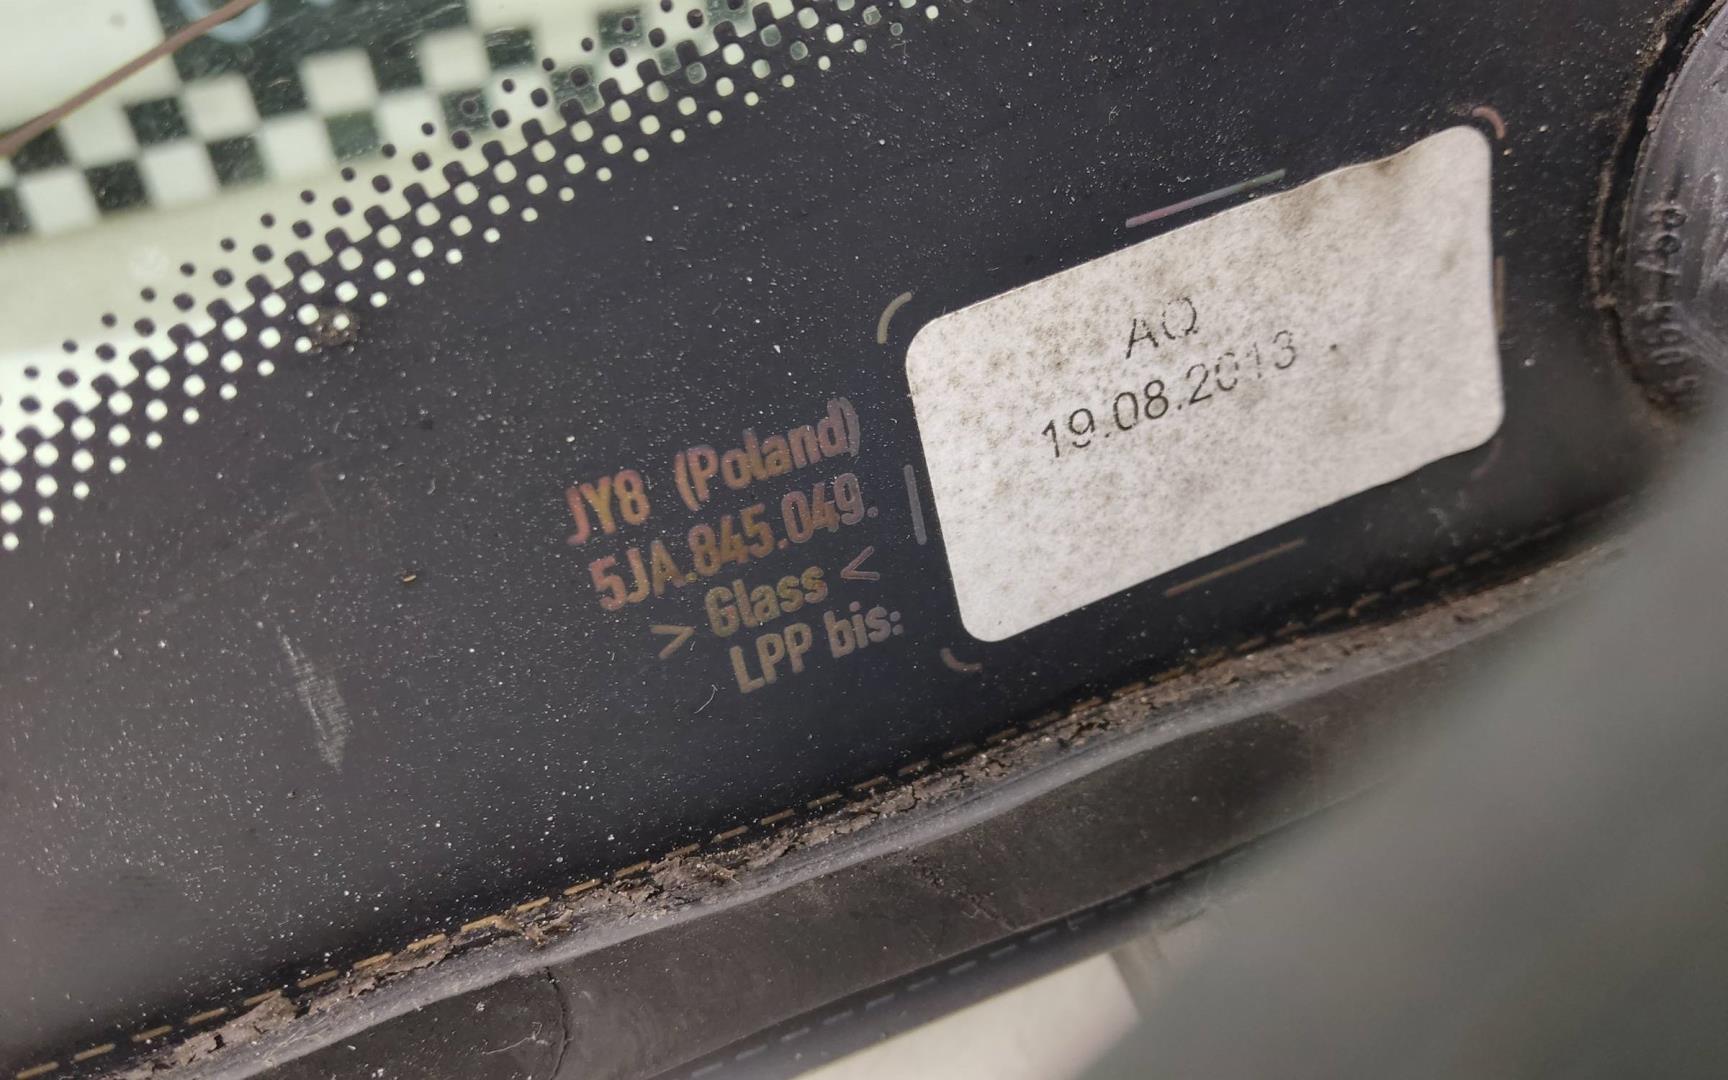 AQ
19.08.2013
JY8 (Poland)
5JA.845.049.
> Glass <
LPP bis: